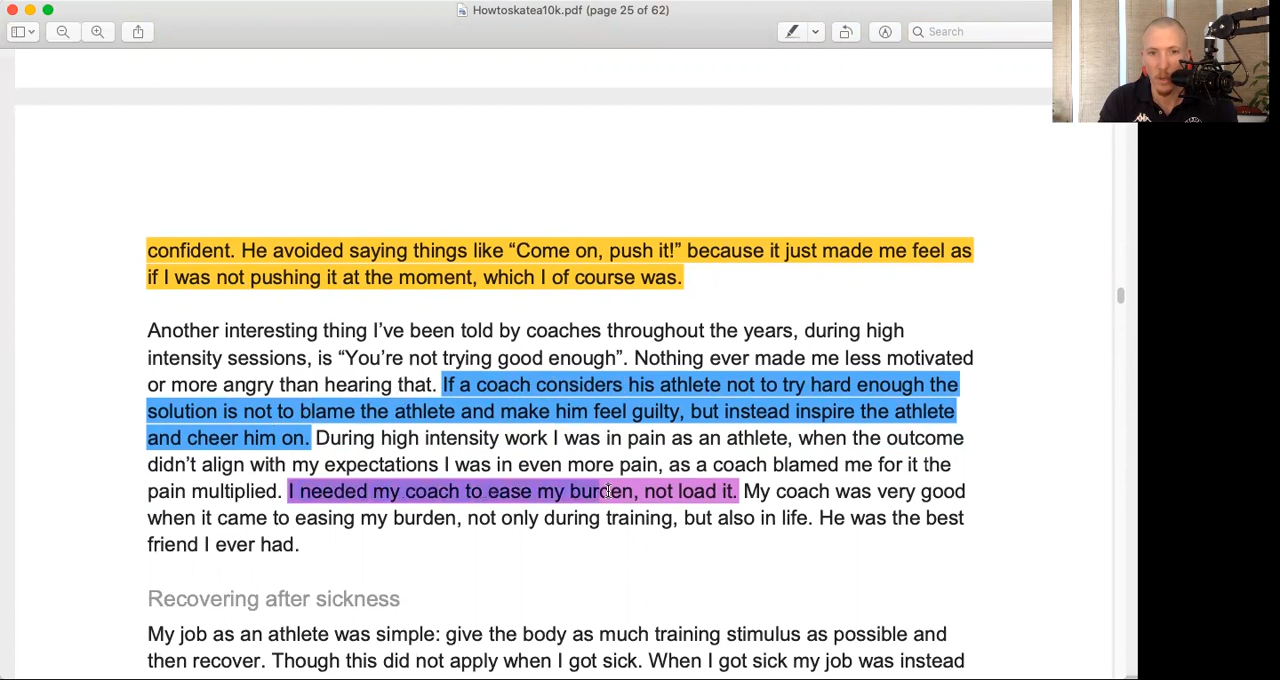 Howtoskatea10k.pdf (page 25 of 62)
Search
confident. He avoided saying things like “Come on, push it!” because it just made me feel as
if I was not pushing it at the moment, which I of course was.
Another interesting thing I’ve been told by coaches throughout the years, during high
intensity sessions, is “You’re not trying good enough”. Nothing ever made me less motivated
or more angry than hearing that. If a coach considers his athlete not to try hard enough the
solution is not to blame the athlete and make him feel guilty, but instead inspire the athlete
and cheer him on. During high intensity work I was in pain as an athlete, when the outcome
didn’t align with my expectations I was in even more pain, as a coach blamed me for it the
pain multiplied. I needed my coach to ease my burden, not load it. My coach was very good
when it came to easing my burden, not only during training, but also in life. He was the best
friend I ever had.
Recovering after sickness
My job as an athlete was simple: give the body as much training stimulus as possible and
then recover. Though this did not apply when I got sick. When I got sick my job was instead